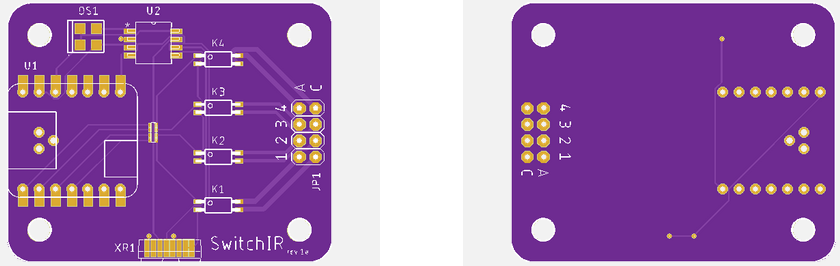 DS1
U2
*
K4
U1
A C
K3
4
3
K2
2
1
K1
JP1
XR1
SwitchIR
rev 1e
4
3
2
1
C A